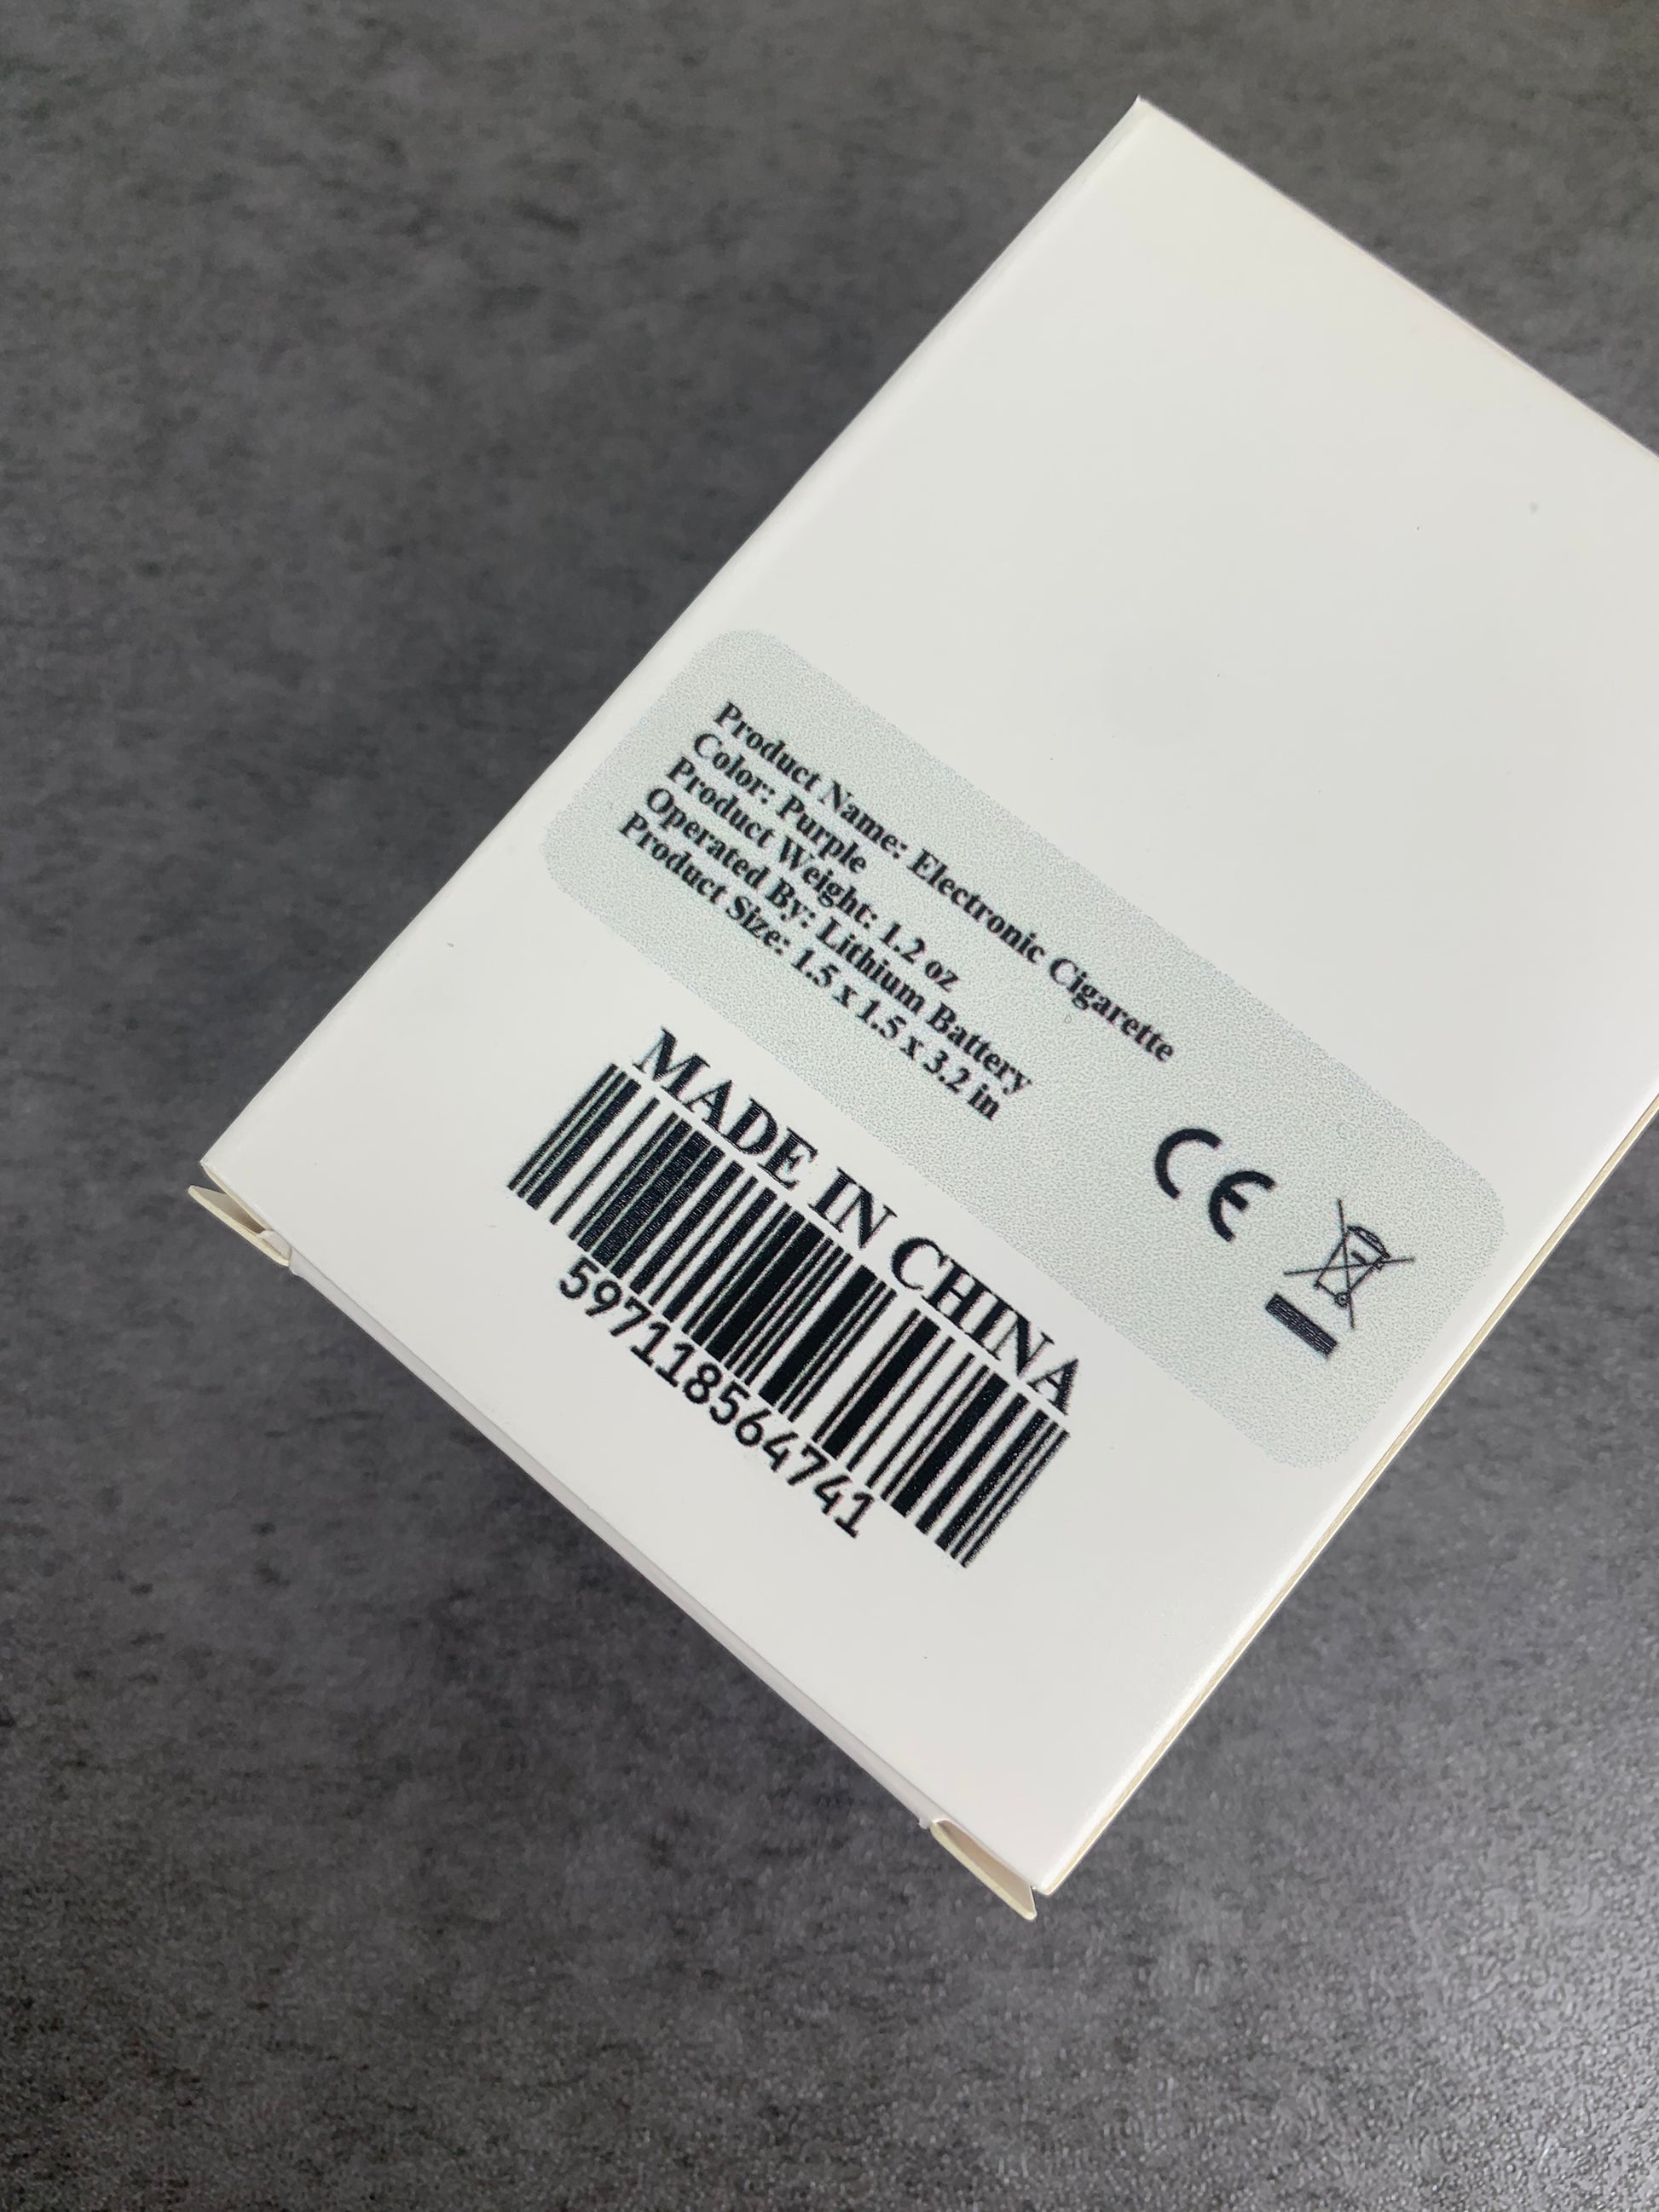 Product Name: Electronic Cigarette
Color: Purple
Product Weight: 1.2 oz
Operated By: Lithium Battery
Product Size: 1.5 x 1.5 x 3.2 in
CE
MADE IN CHINA
597118564741